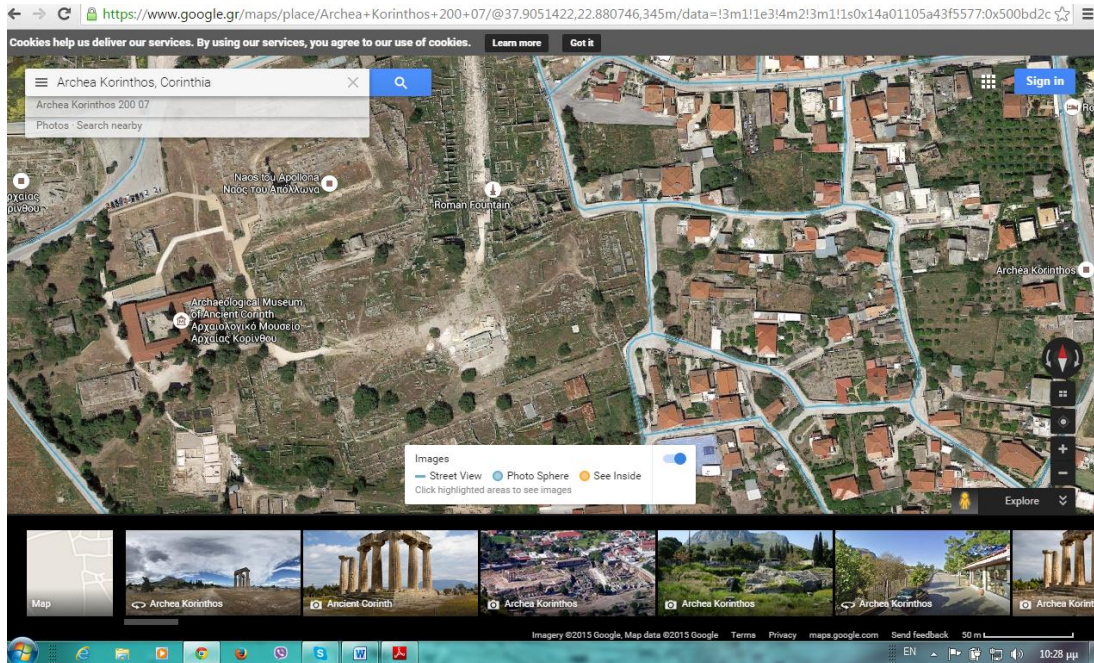 https://www.google.gr/maps/place/Archea+Korinthos+200+07/@37.9051422,22.880746,345m/data=!3m1!1e3!4m2!3m1!1s0x14a01105a43f5577:0x500bd2c
Cookies help us deliver our services. By using our services, you agree to our use of cookies. Learn more Got it
Archea Korinthos, Corinthia
Sign in
Archea Korinthos 200 07
Photos · Search nearby
Naos tou Apollona
Ναός του Απόλλωνα
Roman Fountain
Archea Korinthos
Archaeological Museum
of Ancient Corinth
Αρχαιολογικό Μουσείο
Αρχαίας Κορίνθου
Images
Street View Photo Sphere See Inside
Click highlighted areas to see images
Explore
Map
Archea Korinthos
Ancient Corinth
Archea Korinthos
Archea Korinthos
Archea Korinthos
Archea Korint
Imagery ©2015 Google, Map data ©2015 Google Terms Privacy maps.google.com Send feedback 50 m
EN 10:28 μμ